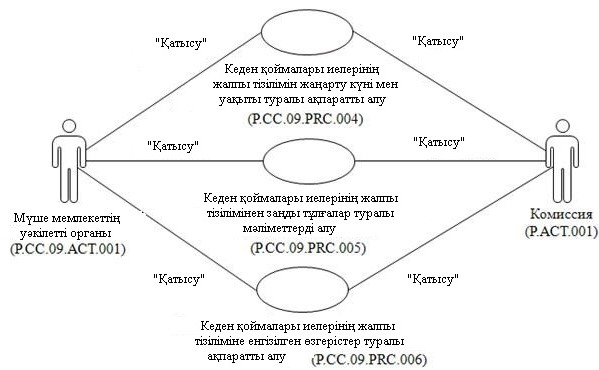 "Қатысу"
"Қатысу"
Кеден қоймалары иелерінің
жалпы тізілімін жаңарту күні мен
уақыты туралы ақпаратты алу
(P.CC.09.PRC.004)
"Қатысу"
"Қатысу"
Кеден қоймалары иелерінің жалпы
тізілімінен заңды тұлғалар туралы
мәліметтерді алу
(P.CC.09.PRC.005)
Мүше мемлекеттің
уәкілетті органы
(P.CC.09.ACT.001)
Комиссия
(P.ACT.001)
"Қатысу"
"Қатысу"
Кеден қоймалары иелерінің жалпы
тізіліміне енгізілген өзгерістер туралы
ақпаратты алу (P.CC.09.PRC.006)